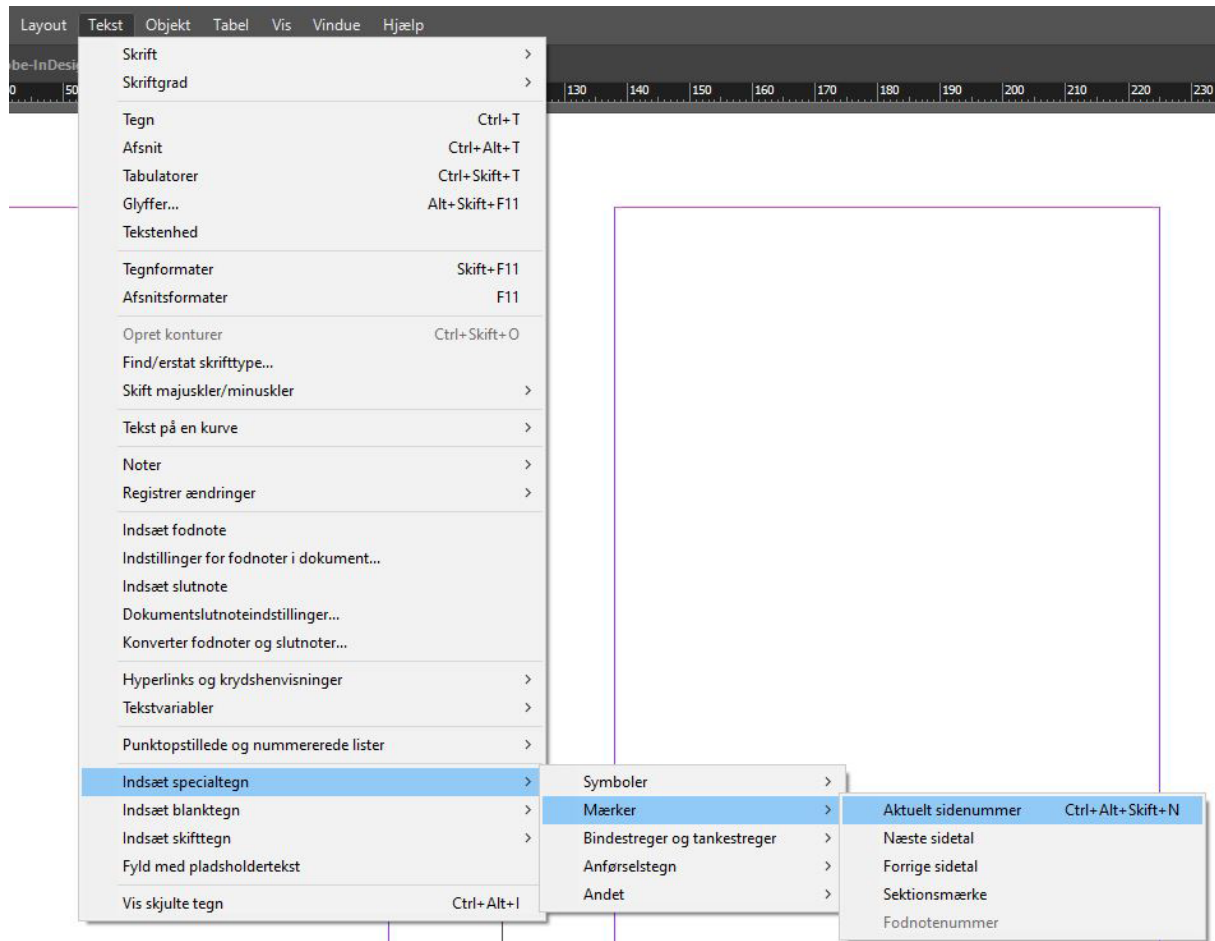 Layout Tekst Objekt Tabel Vis Vindue Hjælp
be-InDesi
0 50 130 140 150 160 170 180 190 200 210 220 230
Skrift >
Skriftgrad >
Tegn Ctrl+T
Afsnit Ctrl+Alt+T
Tabulatorer Ctrl+Skift+T
Glyffer... Alt+Skift+F11
Tekstenhed
Tegnformater Skift+F11
Afsnitsformater F11
Opret konturer Ctrl+Skift+O
Find/erstat skrifttype...
Skift majuskler/minuskler >
Tekst på en kurve >
Noter >
Registrer ændringer >
Indsæt fodnote
Indstillinger for fodnoter i dokument...
Indsæt slutnote
Dokumentslutnoteindstillinger...
Konverter fodnoter og slutnoter...
Hyperlinks og krydshenvisninger >
Tekstvariabler >
Punktopstillede og nummererede lister >
Indsæt specialtegn >
Indsæt blanktegn >
Indsæt skifttegn >
Fyld med pladsholdertekst
Vis skjulte tegn Ctrl+Alt+I
Symboler >
Mærker >
Bindestreger og tankestreger >
Anførselstegn >
Andet >
Aktuelt sidenummer Ctrl+Alt+Skift+N
Næste sidetal
Forrige sidetal
Sektionsmærke
Fodnotenummer